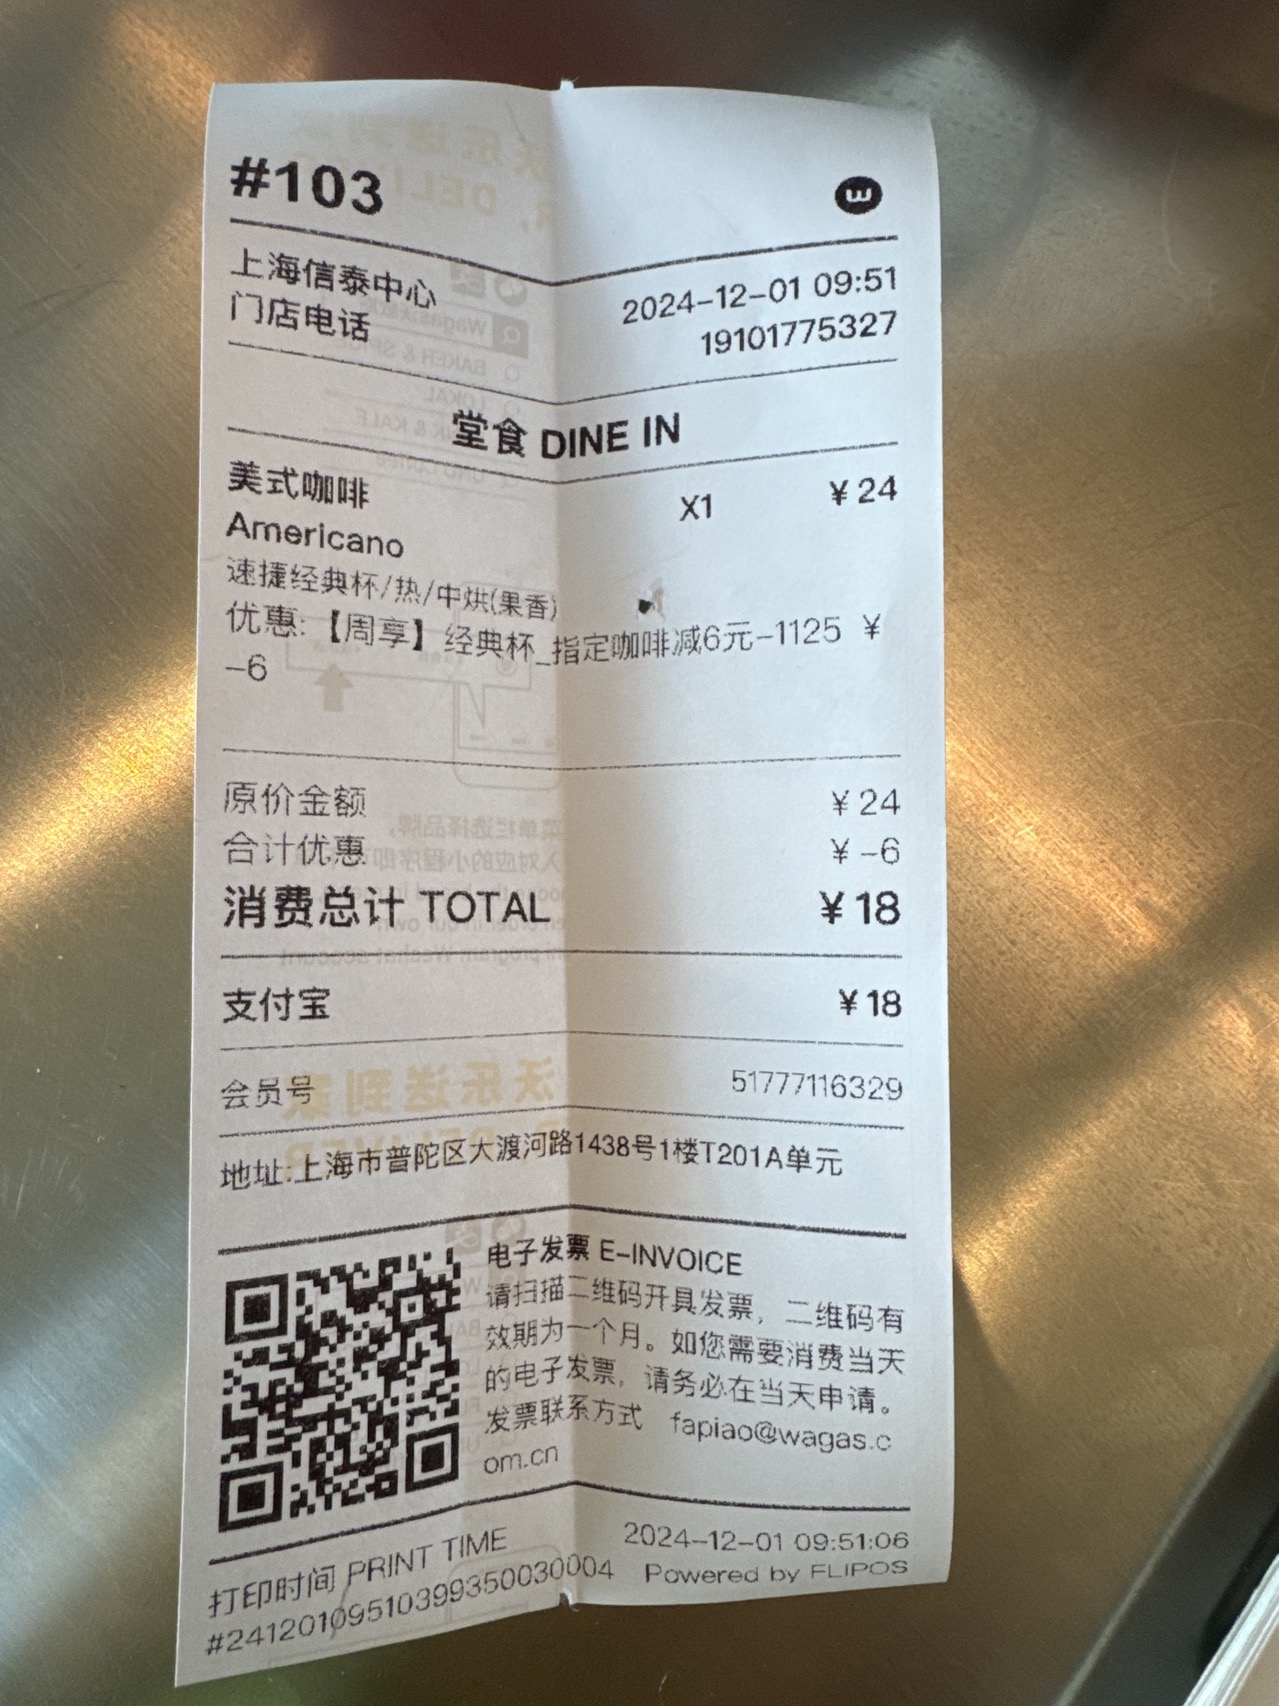 #103
W
上海信泰中心 2024-12-01 09:51
门店电话 19101775327
堂食 DINE IN
美式咖啡 X1 ¥24
Americano
速捷经典杯/热/中烘(果香)
优惠:【周享】经典杯_指定咖啡减6元-1125 ¥
-6
原价金额 ¥24
合计优惠 ¥-6
消费总计 TOTAL ¥18
支付宝 ¥18
会员号 51777116329
地址:上海市普陀区大渡河路1438号1楼T201A单元
电子发票 E-INVOICE
请扫描二维码开具发票，二维码有
效期为一个月。如您需要消费当天
的电子发票，请务必在当天申请。
发票联系方式 fapiao@wagas.c
om.cn
打印时间 PRINT TIME 2024-12-01 09:51:06
#24120109510399350030004 Powered by FLIPOS